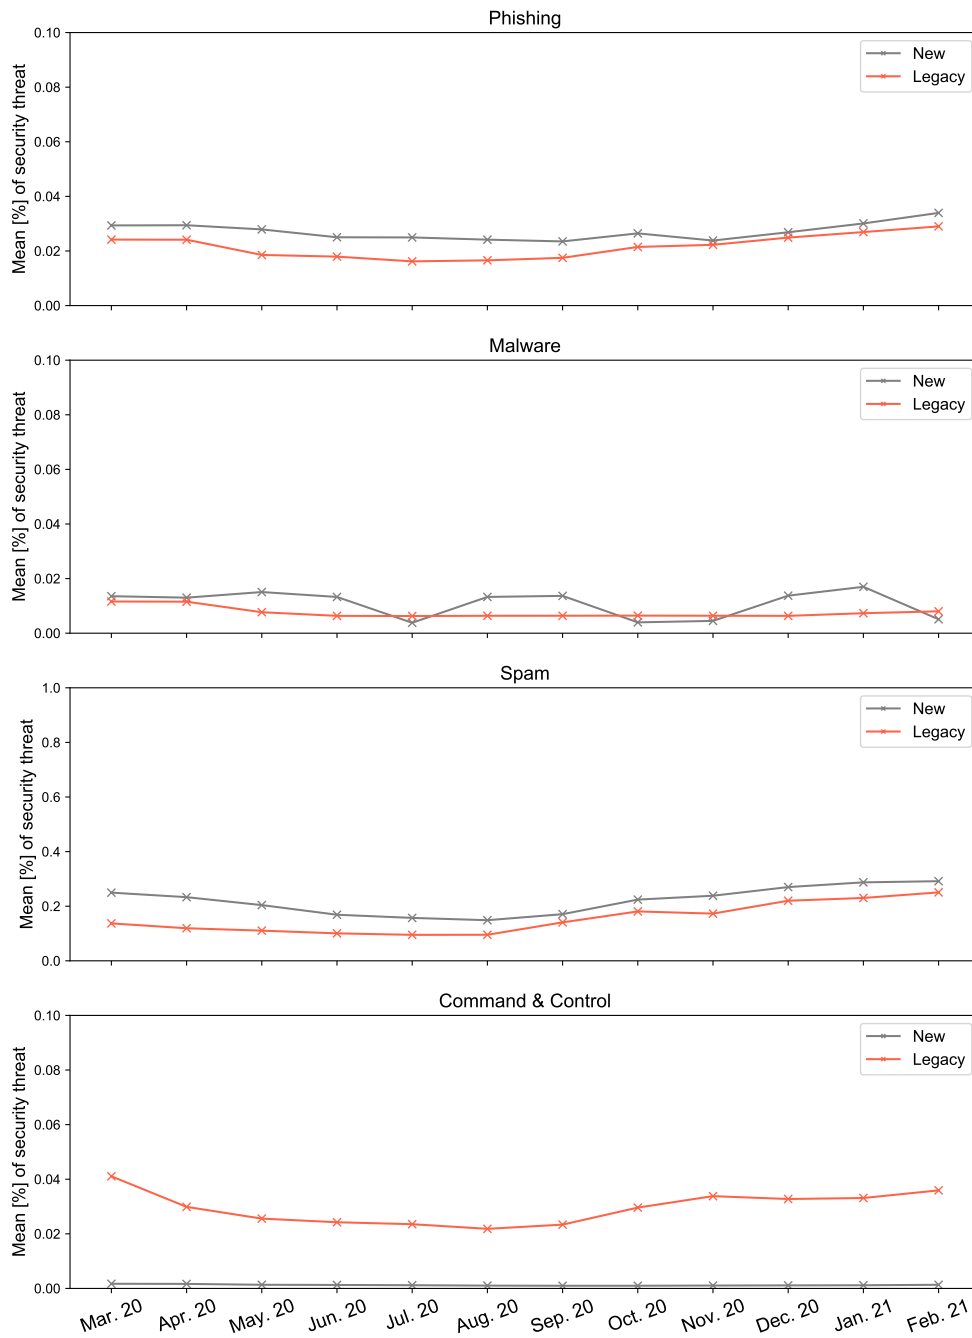 Phishing
Mean [%] of security threat
0.10
0.08
0.06
0.04
0.02
0.00
New
Legacy
Malware
Mean [%] of security threat
0.10
0.08
0.06
0.04
0.02
0.00
New
Legacy
Spam
Mean [%] of security threat
1.0
0.8
0.6
0.4
0.2
0.0
New
Legacy
Command & Control
Mean [%] of security threat
0.10
0.08
0.06
0.04
0.02
0.00
New
Legacy
Mar. 20 Apr. 20 May. 20 Jun. 20 Jul. 20 Aug. 20 Sep. 20 Oct. 20 Nov. 20 Dec. 20 Jan. 21 Feb. 21